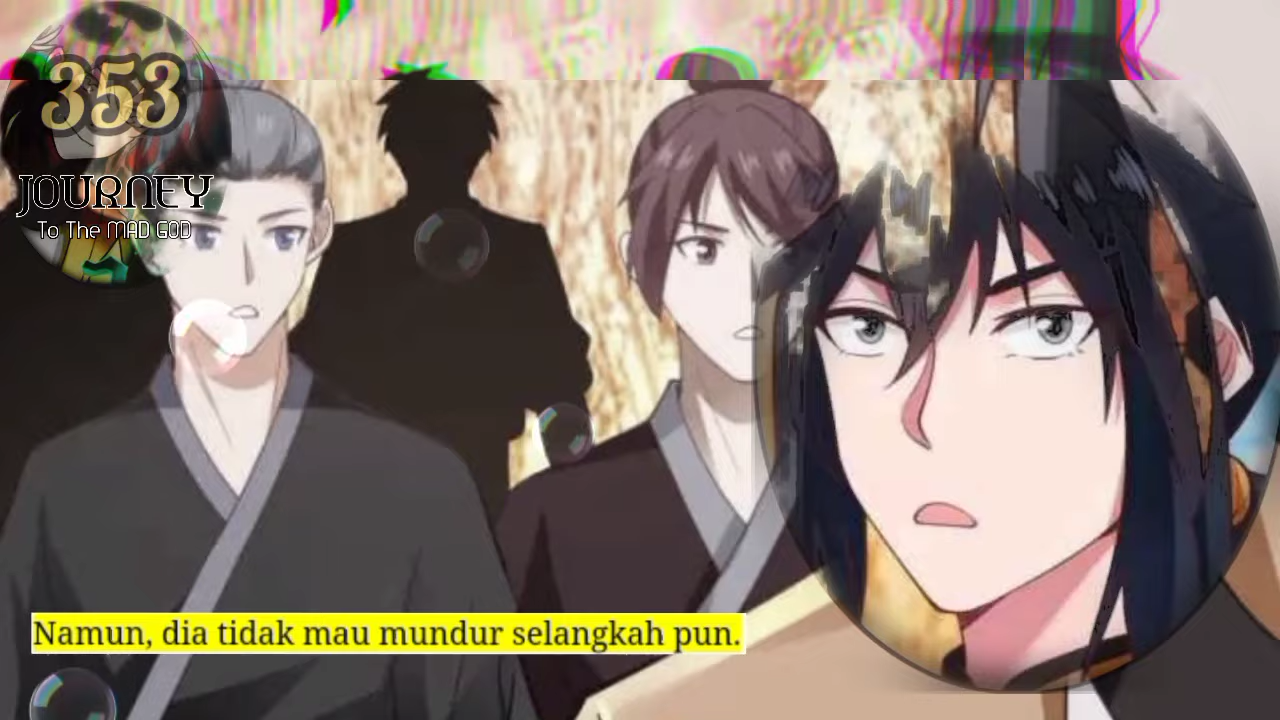 353
JOURNEY
To The MAD GOD
Namun, dia tidak mau mundur selangkah pun.